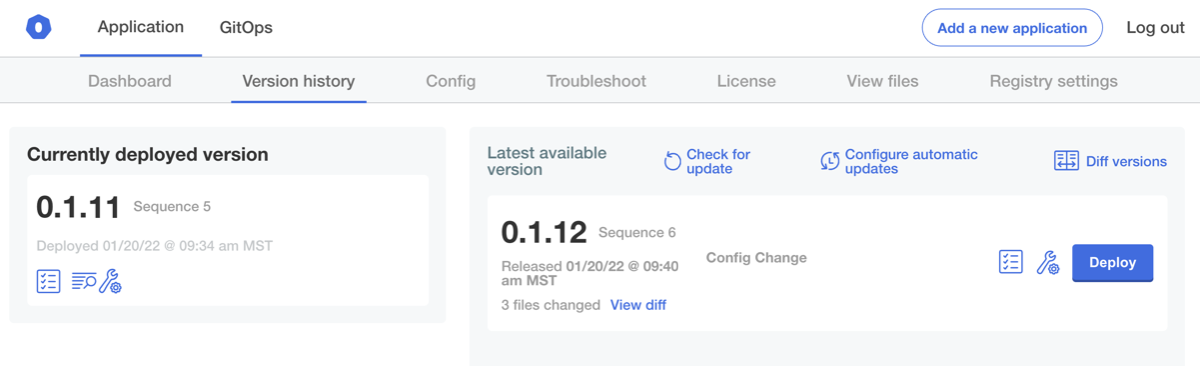 Application
GitOps
Add a new application
Log out
Dashboard
Version history
Config
Troubleshoot
License
View files
Registry settings
Currently deployed version
0.1.11 Sequence 5
Deployed 01/20/22 @ 09:34 am MST
Latest available
version
Check for
update
Configure automatic
updates
Diff versions
0.1.12 Sequence 6
Released 01/20/22 @ 09:40
am MST
3 files changed View diff
Config Change
Deploy